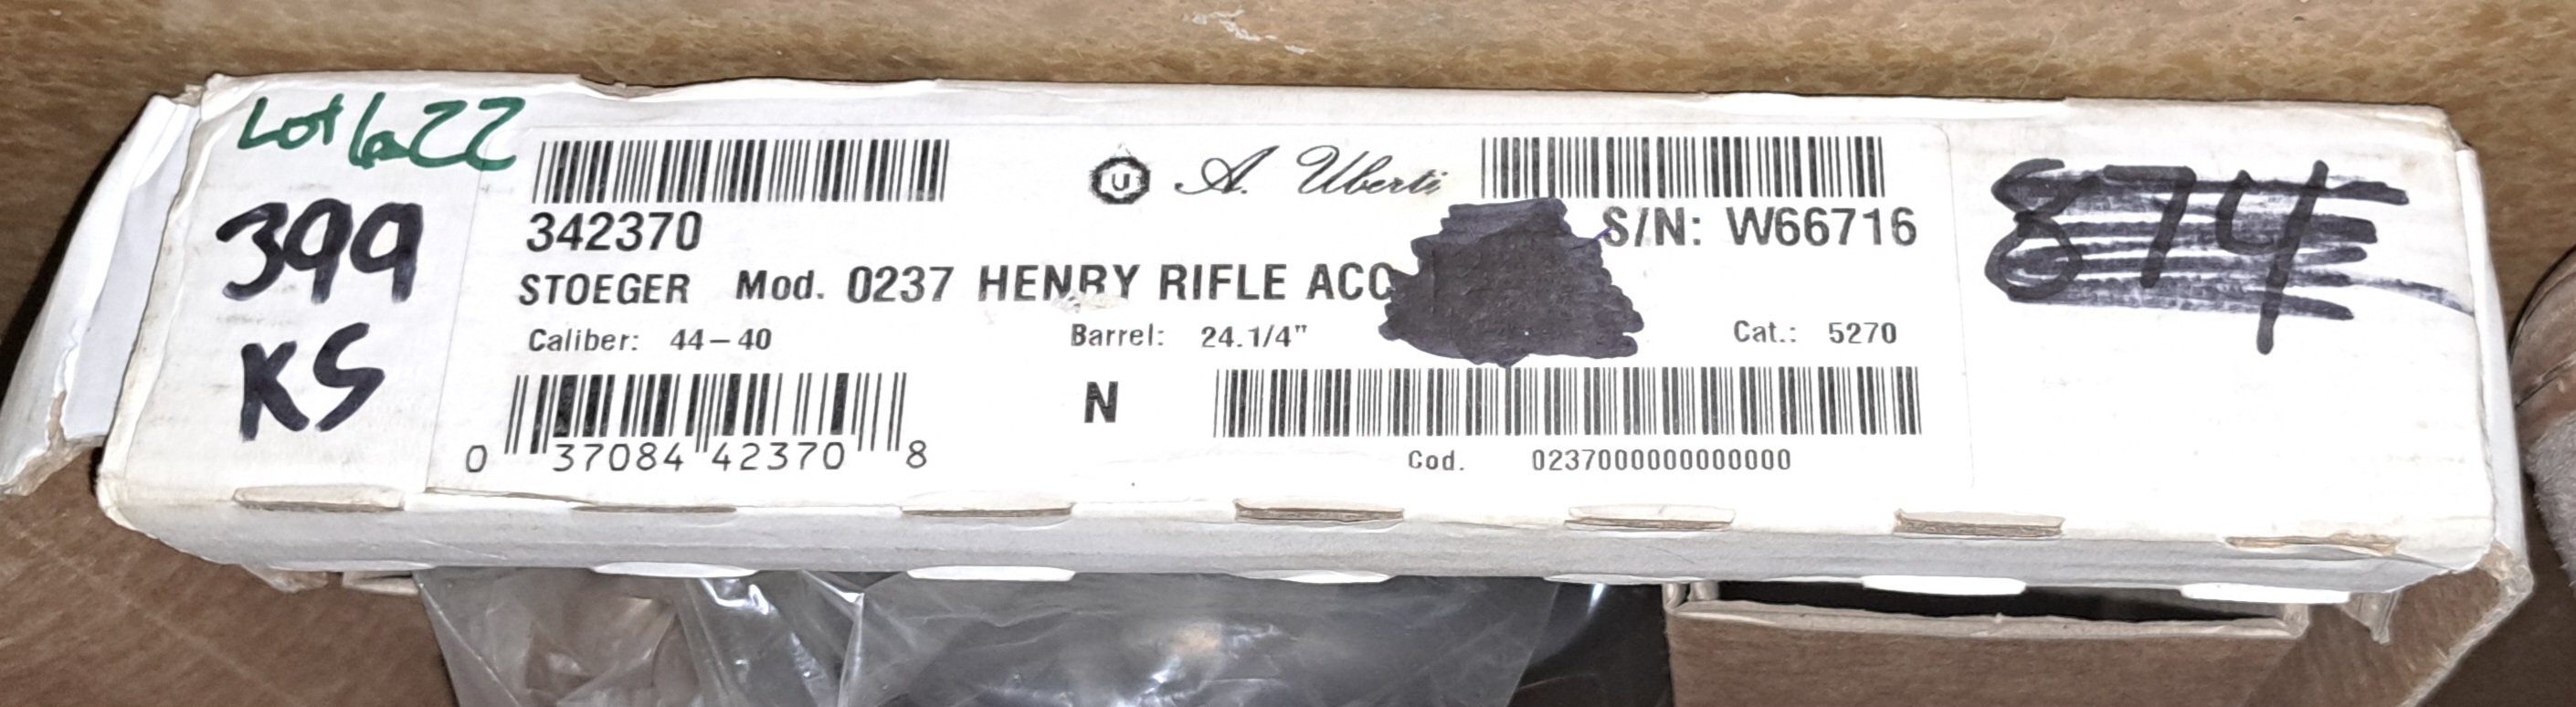 Lot 622
399
KS
342370
STOEGER Mod. 0237 HENRY RIFLE ACC
Caliber: 44-40 Barrel: 24.1/4" Cat.: 5270
0 37084 42370 8
N
Cod. 0237000000000000
U A. Uberti
S/N: W66716
874